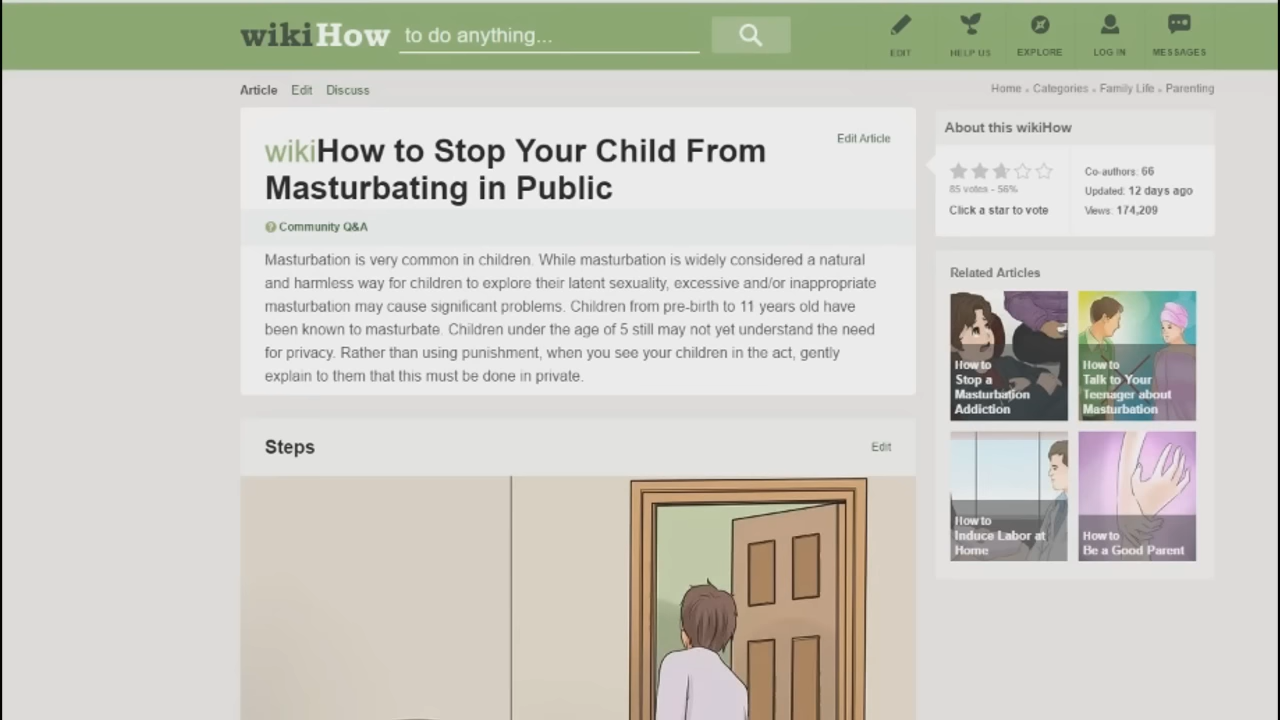 wikiHow to do anything...
EDIT
HELP US
EXPLORE
LOG IN
MESSAGES
Article Edit Discuss
Home » Categories » Family Life » Parenting
wikiHow to Stop Your Child From
Masturbating in Public
Edit Article
Community Q&A
Masturbation is very common in children. While masturbation is widely considered a natural
and harmless way for children to explore their latent sexuality, excessive and/or inappropriate
masturbation may cause significant problems. Children from pre-birth to 11 years old have
been known to masturbate. Children under the age of 5 still may not yet understand the need
for privacy. Rather than using punishment, when you see your children in the act, gently
explain to them that this must be done in private.
Steps
Edit
About this wikiHow
85 votes - 56%
Click a star to vote
Co-authors: 66
Updated: 12 days ago
Views: 174,209
Related Articles
How to
Stop a
Masturbation
Addiction
How to
Talk to Your
Teenager about
Masturbation
How to
Induce Labor at
Home
How to
Be a Good Parent